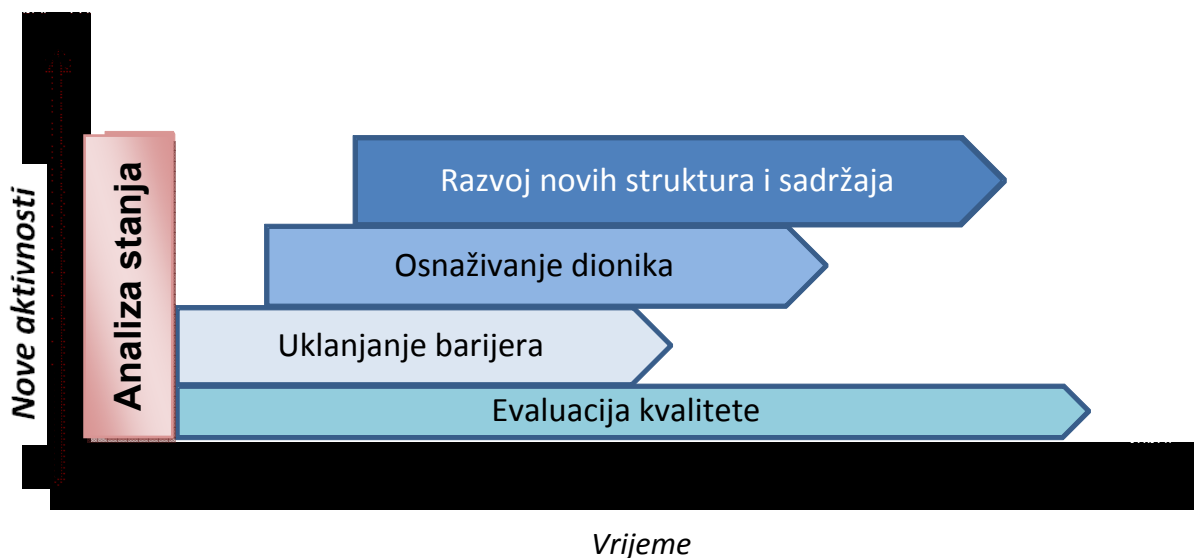 Nove aktivnosti
Analiza stanja
Razvoj novih struktura i sadržaja
Osnaživanje dionika
Uklanjanje barijera
Evaluacija kvalitete
Vrijeme